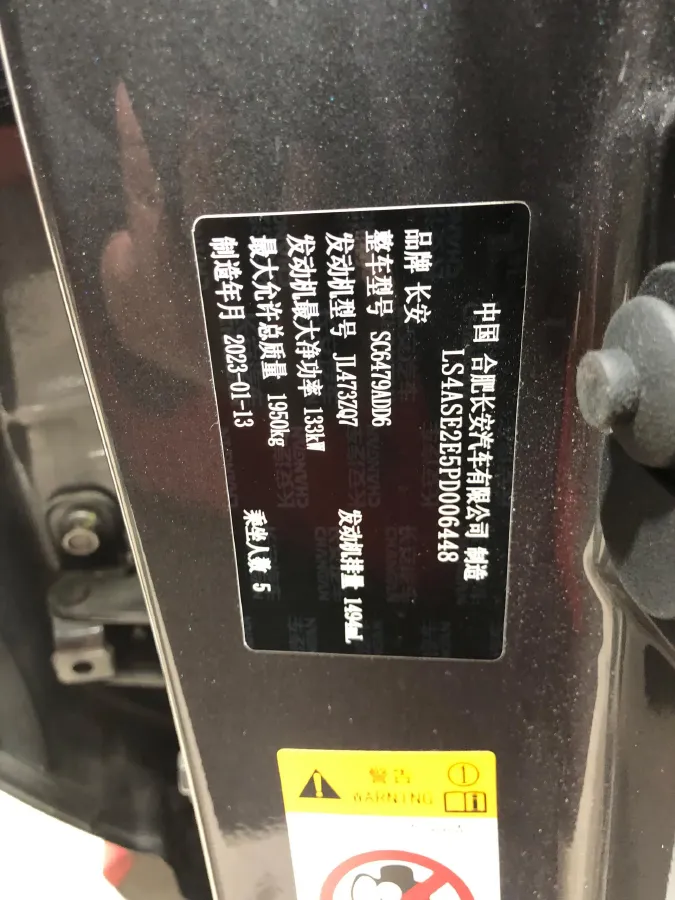 中国 合肥长安汽车有限公司 制造
LS4ASE2E5PD006448
品牌 长安
整车型号 SC6479ADD6
发动机型号 JL473ZQ7 发动机排量 1494mL
发动机最大净功率 133kW
最大允许总质量 1950kg 乘坐人数 5
制造年月 2023-01-13
警告
WARNING